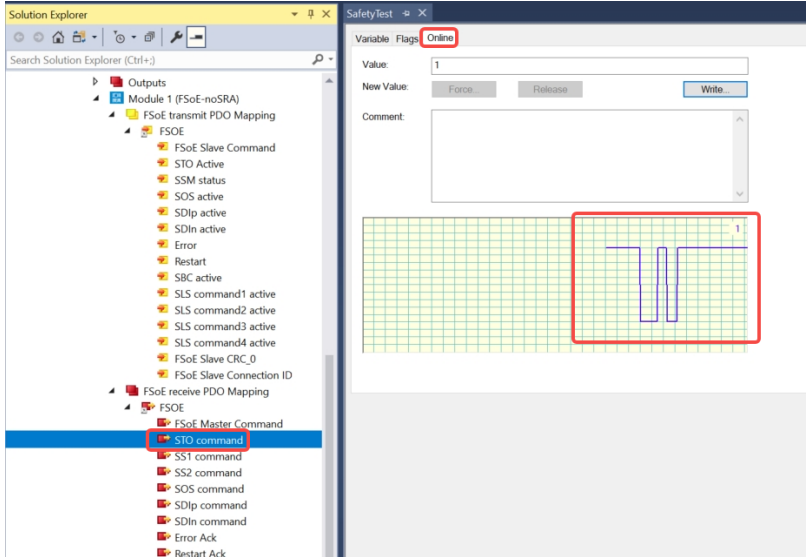 Solution Explorer
Search Solution Explorer (Ctrl+;)
Outputs
Module 1 (FSoE-noSRA)
FSoE transmit PDO Mapping
FSOE
FSoE Slave Command
STO Active
SSM status
SOS active
SDIp active
SDIn active
Error
Restart
SBC active
SLS command1 active
SLS command2 active
SLS command3 active
SLS command4 active
FSoE Slave CRC_0
FSoE Slave Connection ID
FSoE receive PDO Mapping
FSOE
FSoE Master Command
STO command
SS1 command
SS2 command
SOS command
SDIp command
SDIn command
Error Ack
Restart Ack
SafetyTest
Variable Flags Online
Value: 1
New Value: Force... Release Write...
Comment:
1